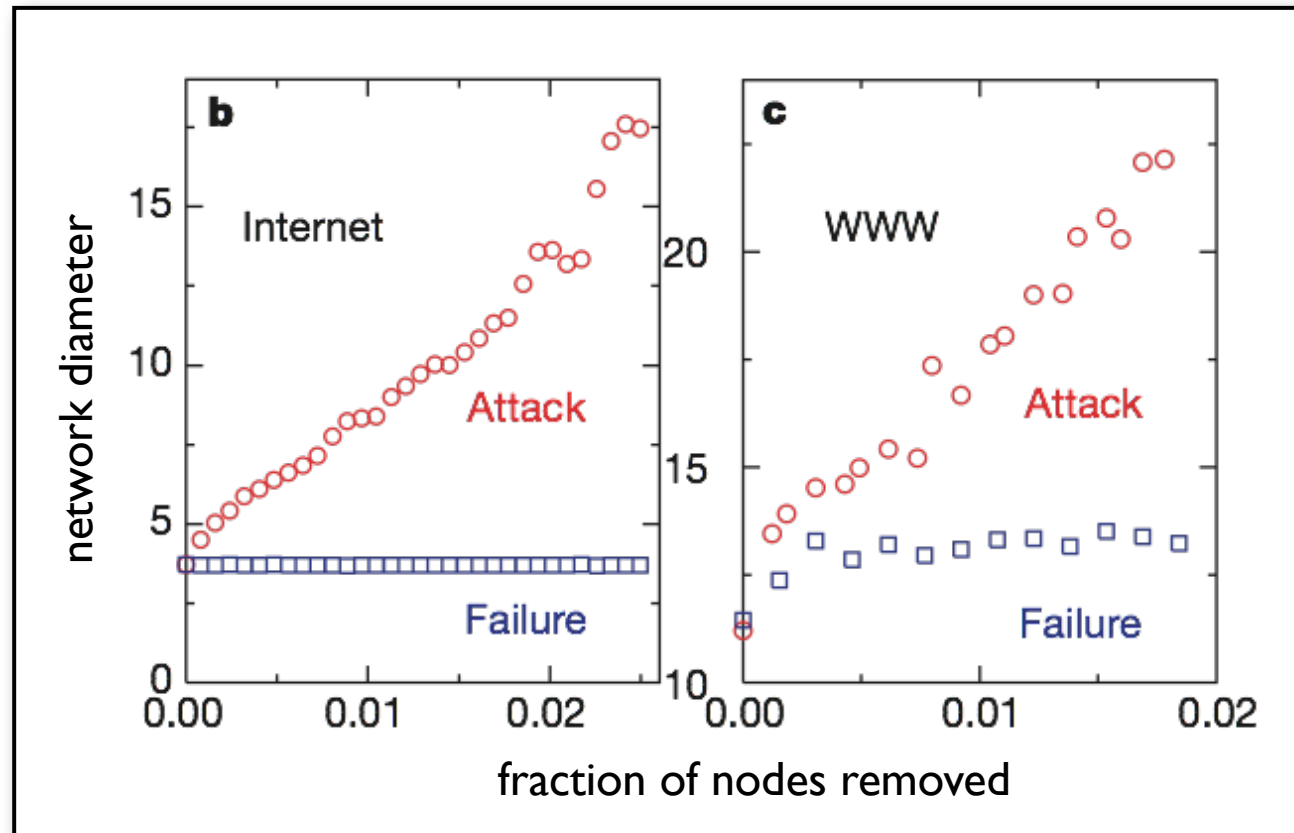 b
Internet
Attack
Failure
network diameter
15
10
5
0
0.00 0.01 0.02
c
WWW
Attack
Failure
20
15
10
0.00 0.01 0.02
fraction of nodes removed